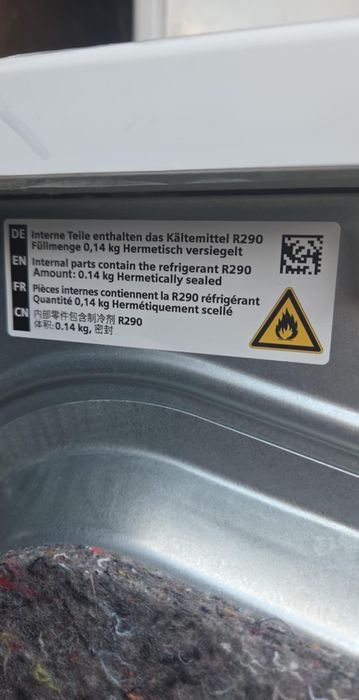 DE Interne Teile enthalten das Kältemittel R290
Füllmenge 0,14 kg Hermetisch versiegelt
EN Internal parts contain the refrigerant R290
Amount: 0.14 kg Hermetically sealed
FR Pièces internes contiennent la R290 réfrigérant
Quantité 0,14 kg Hermétiquement scellé
CN 内部零件包含制冷剂 R290
体积: 0.14 kg, 密封